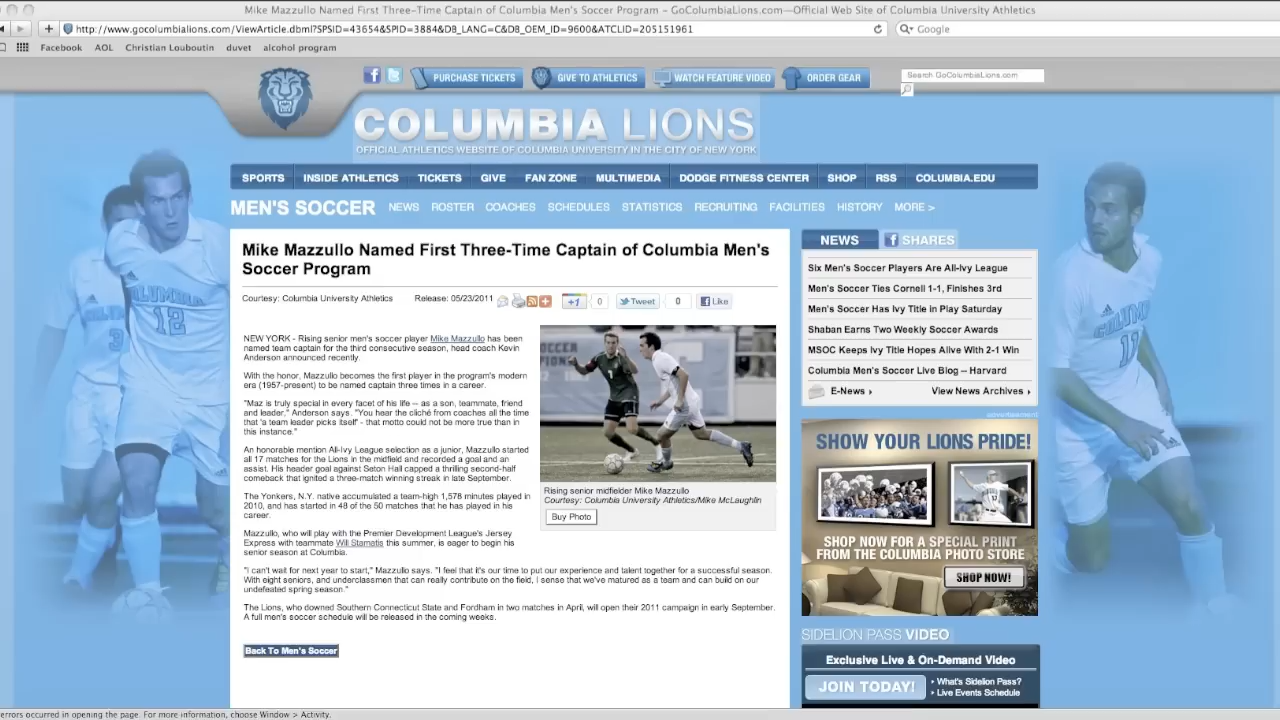 Mike Mazzullo Named First Three-Time Captain of Columbia Men's Soccer Program – GoColumbiaLions.com—Official Web Site of Columbia University Athletics
http://www.gocolumbialions.com/ViewArticle.dbml?SPSID=43654&SPID=3884&DB_LANG=C&DB_OEM_ID=9600&ATCLID=205151961
Google
Facebook AOL Christian Louboutin duvet alcohol program
PURCHASE TICKETS GIVE TO ATHLETICS WATCH FEATURE VIDEO ORDER GEAR
Search GoColumbiaLions.com
COLUMBIA LIONS
OFFICIAL ATHLETICS WEBSITE OF COLUMBIA UNIVERSITY IN THE CITY OF NEW YORK
SPORTS INSIDE ATHLETICS TICKETS GIVE FAN ZONE MULTIMEDIA DODGE FITNESS CENTER SHOP RSS COLUMBIA.EDU
MEN'S SOCCER NEWS ROSTER COACHES SCHEDULES STATISTICS RECRUITING FACILITIES HISTORY MORE >
Mike Mazzullo Named First Three-Time Captain of Columbia Men's
Soccer Program
Courtesy: Columbia University Athletics Release: 05/23/2011
+1 0 Tweet 0 Like
NEW YORK - Rising senior men's soccer player Mike Mazzullo has been
named team captain for the third consecutive season, head coach Kevin
Anderson announced recently.
With the honor, Mazzullo becomes the first player in the program's modern
era (1957-present) to be named captain three times in a career.
"Maz is truly special in every facet of his life -- as a son, teammate, friend
and leader," Anderson says. "You hear the cliché from coaches all the time
that 'a team leader picks itself' - that motto could not be more true than in
this instance."
An honorable mention All-Ivy League selection as a junior, Mazzullo started
all 17 matches for the Lions in the midfield and recorded a goal and an
assist. His header goal against Seton Hall capped a thrilling second-half
comeback that ignited a three-match winning streak in late September.
The Yonkers, N.Y. native accumulated a team-high 1,578 minutes played in
2010, and has started in 48 of the 50 matches that he has played in his
career.
Mazzullo, who will play with the Premier Development League's Jersey
Express with teammate Will Stamatis this summer, is eager to begin his
senior season at Columbia.
"I can't wait for next year to start," Mazzullo says. "I feel that it's our time to put our experience and talent together for a successful season.
With eight seniors, and underclassmen that can really contribute on the field, I sense that we've matured as a team and can build on our
undefeated spring season."
The Lions, who downed Southern Connecticut State and Fordham in two matches in April, will open their 2011 campaign in early September.
A full men's soccer schedule will be released in the coming weeks.
Back To Men's Soccer
Rising senior midfielder Mike Mazzullo
Courtesy: Columbia University Athletics/Mike McLaughlin
Buy Photo
NEWS SHARES
Six Men's Soccer Players Are All-Ivy League
Men's Soccer Ties Cornell 1-1, Finishes 3rd
Men's Soccer Has Ivy Title in Play Saturday
Shaban Earns Two Weekly Soccer Awards
MSOC Keeps Ivy Title Hopes Alive With 2-1 Win
Columbia Men's Soccer Live Blog -- Harvard
E-News View News Archives
advertisement
SHOW YOUR LIONS PRIDE!
SHOP NOW FOR A SPECIAL PRINT
FROM THE COLUMBIA PHOTO STORE
SHOP NOW!
SIDELION PASS VIDEO
Exclusive Live & On-Demand Video
JOIN TODAY!
• What's Sidelion Pass?
• Live Events Schedule
errors occurred in opening the page. For more information, choose Window > Activity.